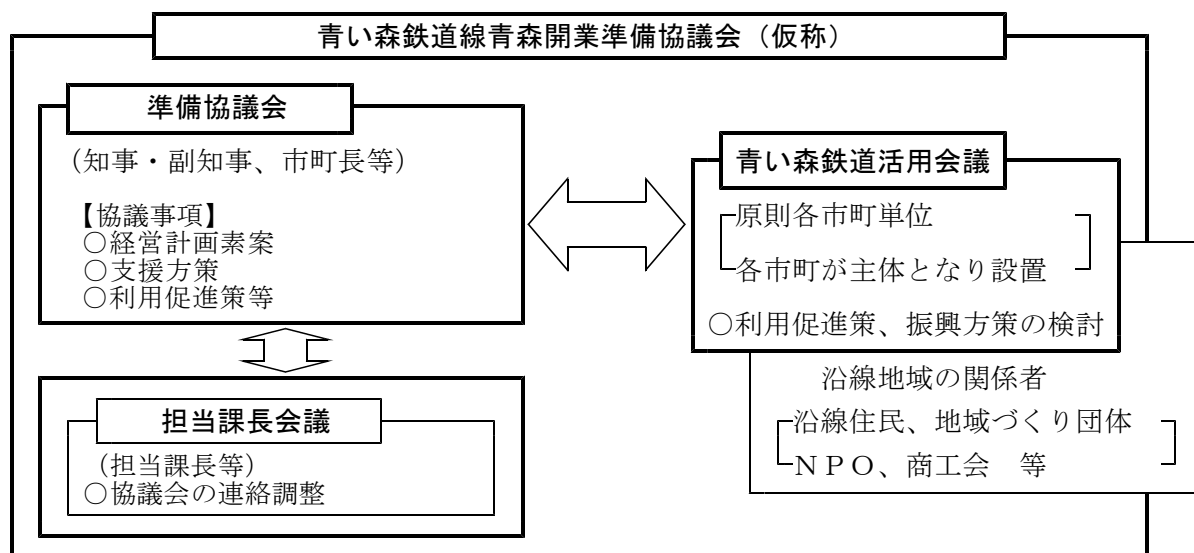 青い森鉄道線青森開業準備協議会（仮称）
準備協議会
（知事・副知事、市町長等）
【協議事項】
○経営計画素案
○支援方策
○利用促進策等
担当課長会議
（担当課長等）
○協議会の連絡調整
青い森鉄道活用会議
原則各市町単位
各市町が主体となり設置
○利用促進策、振興方策の検討
沿線地域の関係者
沿線住民、地域づくり団体
ＮＰＯ、商工会　等